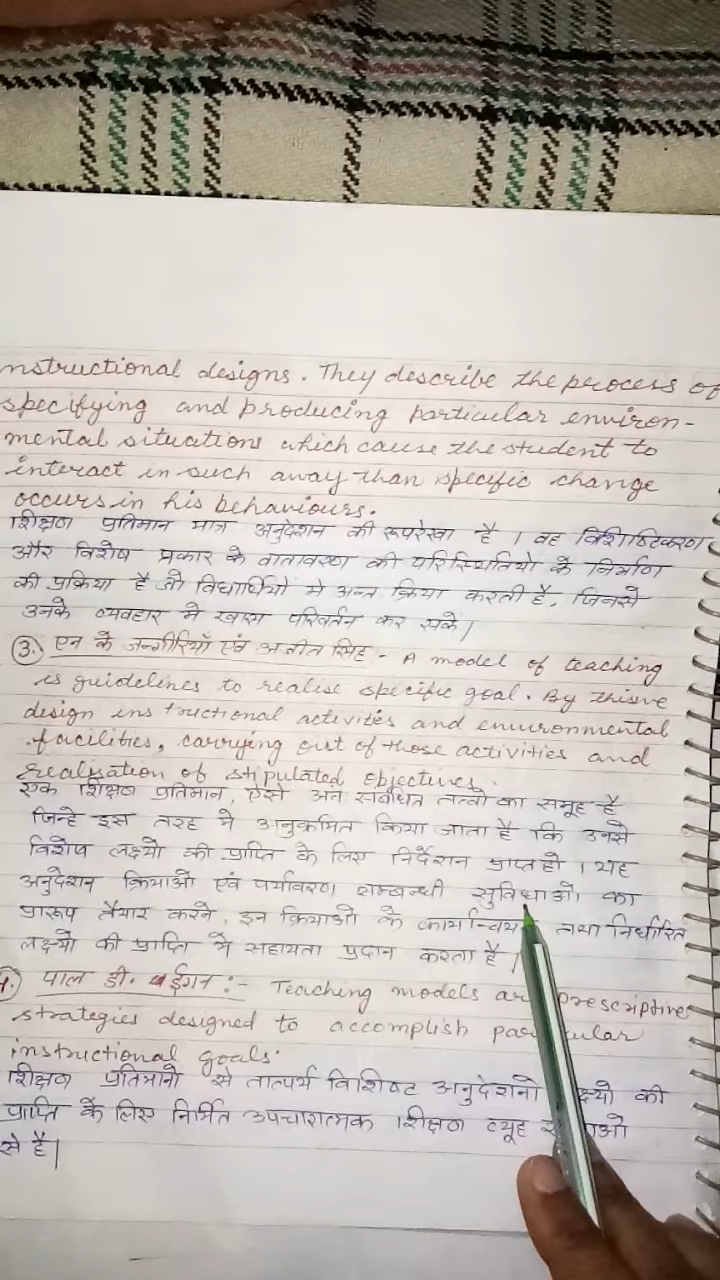 nstructional designs. They describe the process of
specifying and producing particular environ-
mental situations which cause the student to
interact in such away than specific change
occurs in his behaviours.
शिक्षण प्रतिमान मात्र अनुदेशन की रूपरेखा है । वह विशिष्टिकरण
और विशेष प्रकार के वातावरण की परिस्थितियो के निर्माण
की प्रक्रिया है जो विधार्थियो मे अन्त क्रिया करती है, जिनसे
उनके व्यवहार मे खास परिवर्तन कर सके।
3. एन के जन्गीरियाँ एवं अजीत सिंह - A model of teaching
is guidelines to realise specific goal. By
design instructional activities and enuironmental
facilities, carrying out of those activities and
realisation of stipulated objectives.
एक शिक्षण प्रतिमान, ऐसे अन्त संबंधित तत्वो का समूह है
जिन्हे इस तरह मे अनुक्रमित किया जाता है कि उनसे
विशेष लक्ष्यो की प्राप्ति के लिए निर्देशन प्राप्त हो । यह
अनुदेशन क्रियाओ एवं पर्यावरण सम्बन्धी सुविधाओ का
प्रारूप तैयार करने, इन क्रियाओ के तथा निर्धारित
लक्ष्यो की प्राप्ति मे सहायता प्रदान करता है ।
4. पाल डी. ईगन :- Teaching models are prescriptive
strategies designed to accomplish particular
instructional goals.
शिक्षण प्रतिमानो से तात्पर्य विशिष्ट अनुदेशनो की
प्राप्ति के लिए निर्मित उपचारात्मक शिक्षण व्यूह
से है।